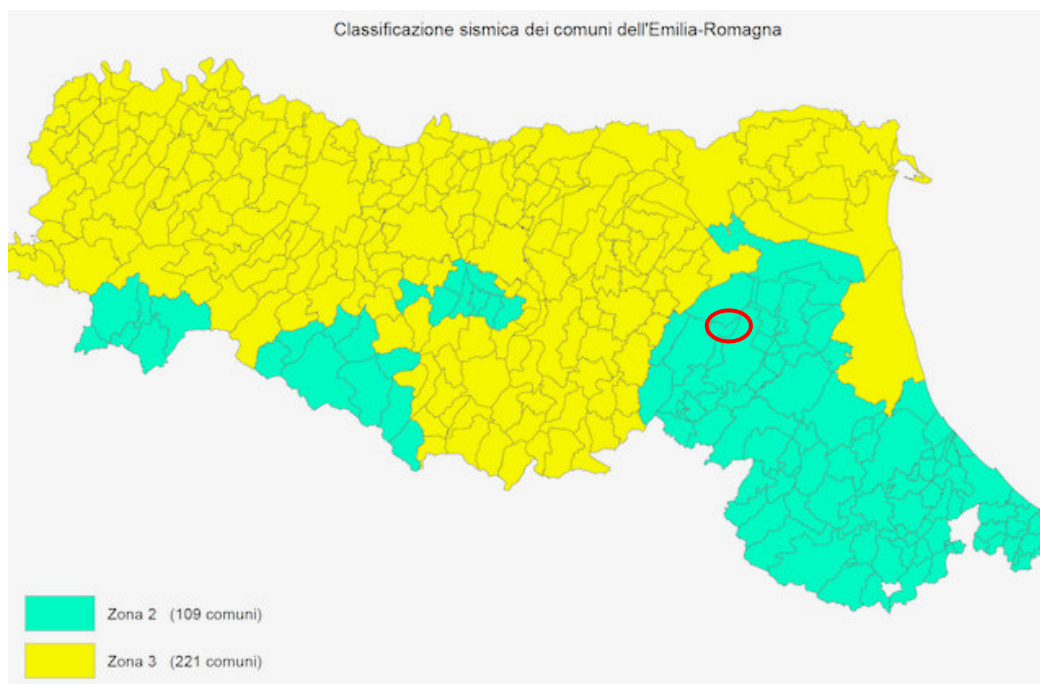 Classificazione sismica dei comuni dell'Emilia-Romagna
Zona 2 (109 comuni)
Zona 3 (221 comuni)